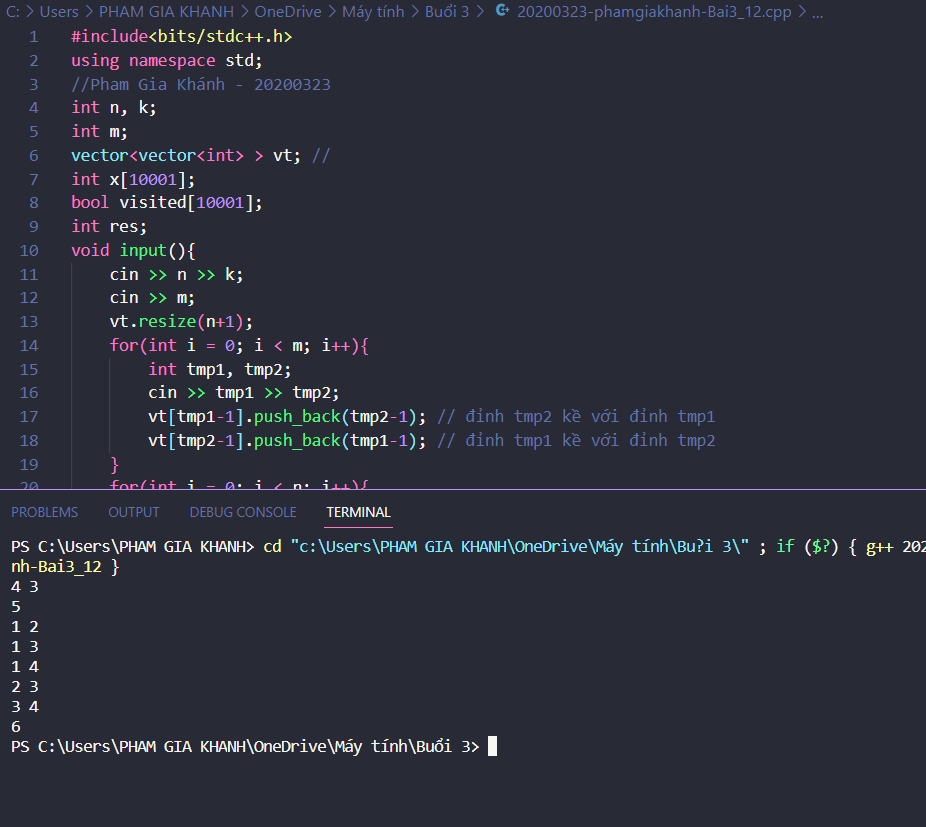 C: > Users > PHAM GIA KHANH > OneDrive > Máy tính > Buổi 3 > 20200323-phamgiakhanh-Bai3_12.cpp > ...
1 #include<bits/stdc++.h>
2 using namespace std;
3 //Pham Gia Khánh - 20200323
4 int n, k;
5 int m;
6 vector<vector<int> > vt; //
7 int x[10001];
8 bool visited[10001];
9 int res;
10 void input(){
11 cin >> n >> k;
12 cin >> m;
13 vt.resize(n+1);
14 for(int i = 0; i < m; i++){
15 int tmp1, tmp2;
16 cin >> tmp1 >> tmp2;
17 vt[tmp1-1].push_back(tmp2-1); // đỉnh tmp2 kề với đỉnh tmp1
18 vt[tmp2-1].push_back(tmp1-1); // đỉnh tmp1 kề với đỉnh tmp2
19 }
20 for(int i = 0; i < n; i++){
PROBLEMS OUTPUT DEBUG CONSOLE TERMINAL
PS C:\Users\PHAM GIA KHANH> cd "c:\Users\PHAM GIA KHANH\OneDrive\Máy tính\Bu?i 3\" ; if ($?) { g++ 202
nh-Bai3_12 }
4 3
5
1 2
1 3
1 4
2 3
3 4
6
PS C:\Users\PHAM GIA KHANH\OneDrive\Máy tính\Buổi 3>